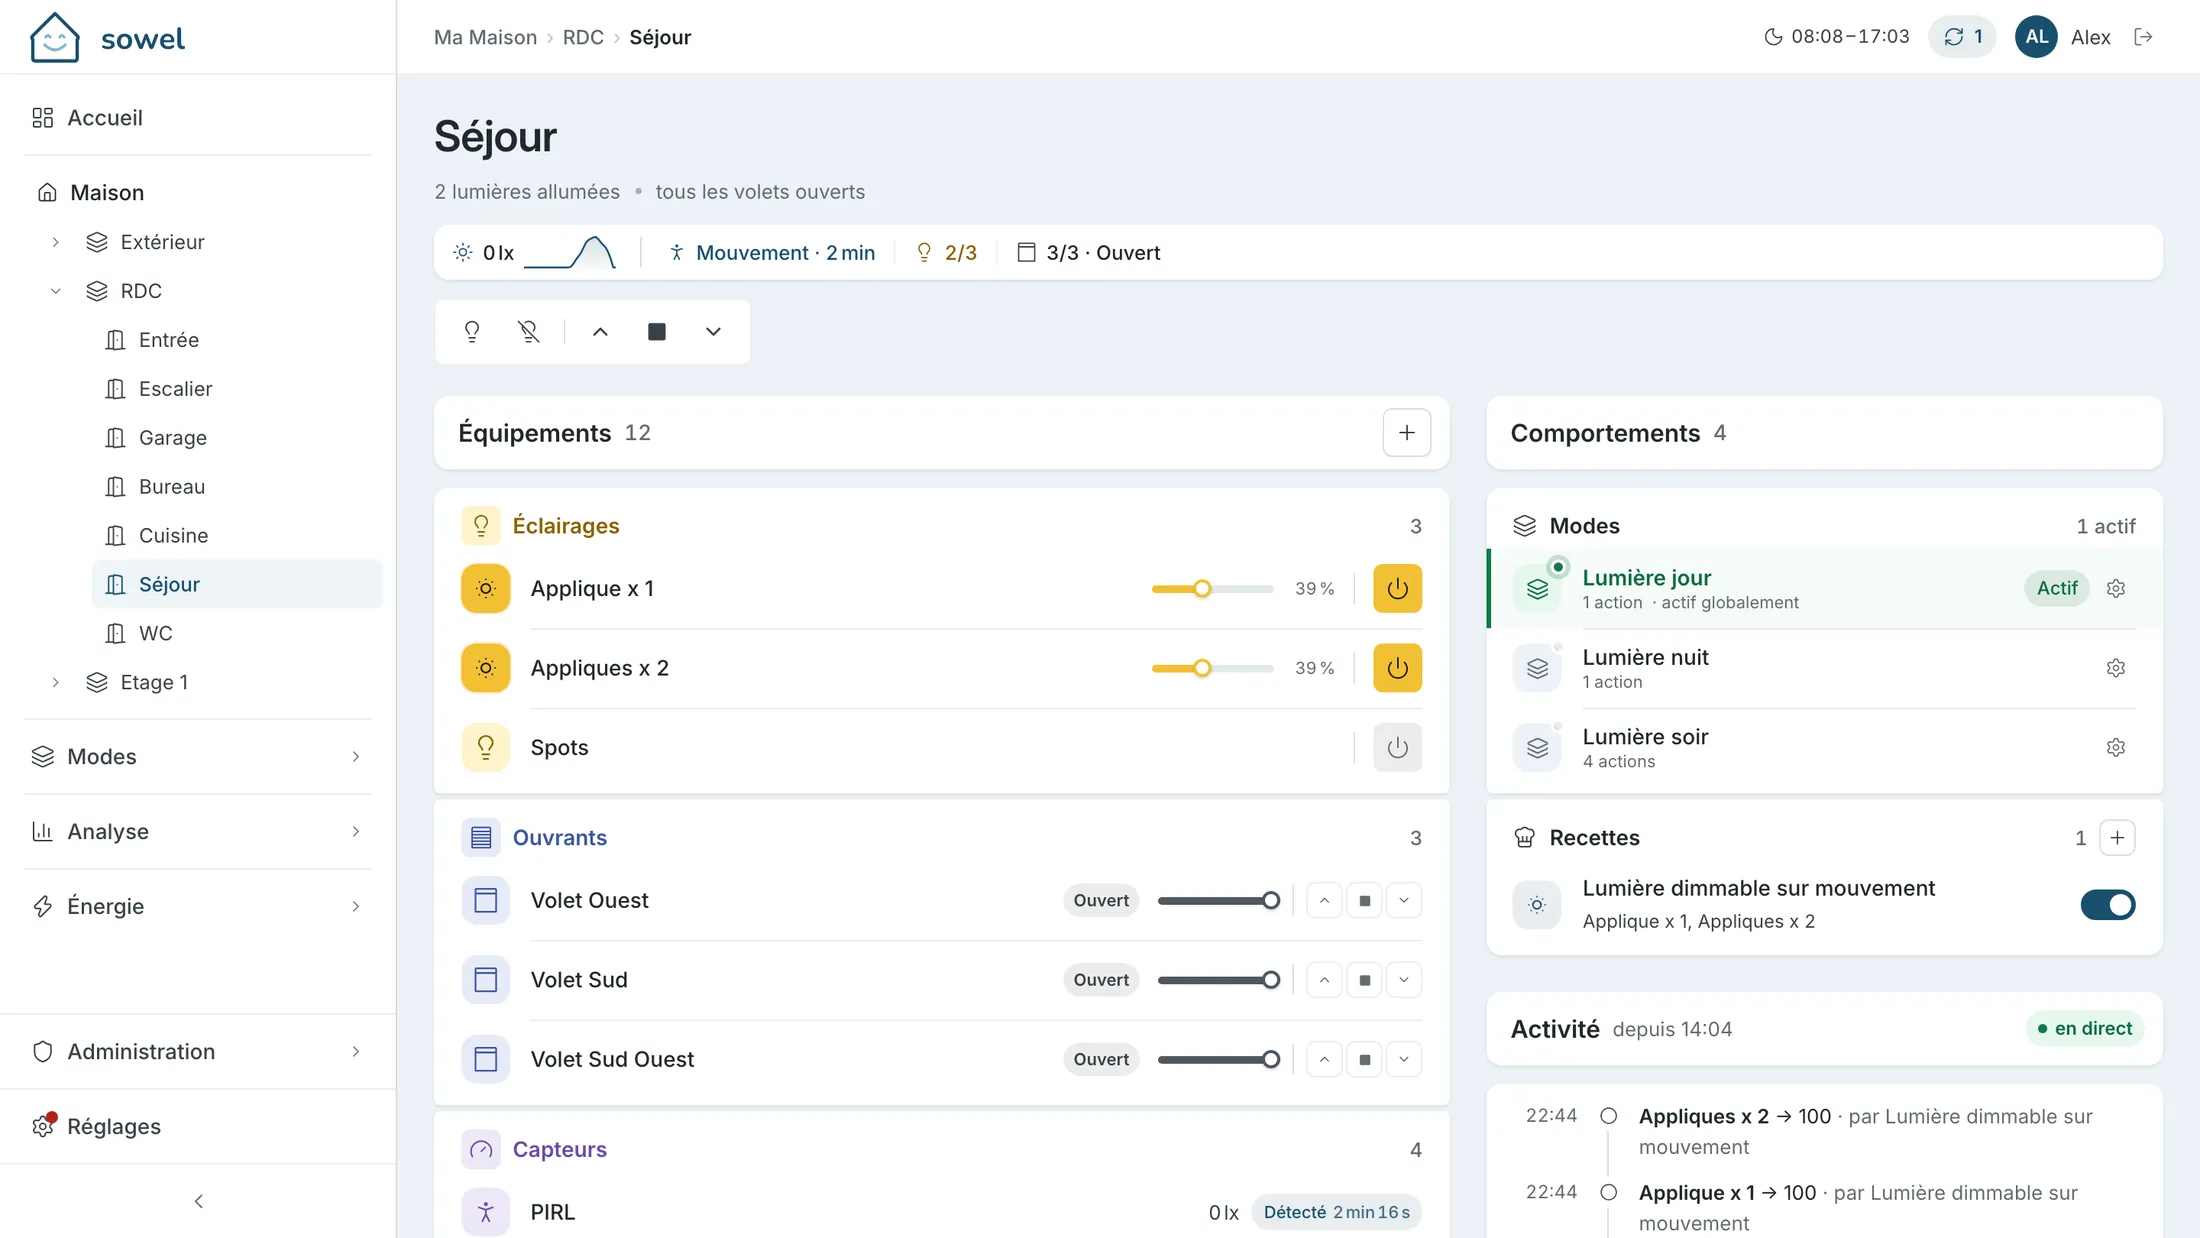 sowel
Ma Maison › RDC › Séjour
08:08–17:03
1
AL
Alex
Accueil
Maison
Extérieur
RDC
Entrée
Escalier
Garage
Bureau
Cuisine
Séjour
WC
Etage 1
Modes
Analyse
Énergie
Administration
Réglages
Séjour
2 lumières allumées • tous les volets ouverts
0 lx
Mouvement · 2 min
2/3
3/3 · Ouvert
Équipements 12
Éclairages 3
Applique x 1 39 %
Appliques x 2 39 %
Spots
Ouvrants 3
Volet Ouest Ouvert
Volet Sud Ouvert
Volet Sud Ouest Ouvert
Capteurs 4
PIRL 0 lx Détecté 2 min 16 s
Comportements 4
Modes 1 actif
Lumière jour
1 action · actif globalement
Actif
Lumière nuit
1 action
Lumière soir
4 actions
Recettes 1
Lumière dimmable sur mouvement
Applique x 1, Appliques x 2
Activité depuis 14:04
en direct
22:44 Appliques x 2 → 100 · par Lumière dimmable sur
mouvement
22:44 Applique x 1 → 100 · par Lumière dimmable sur
mouvement